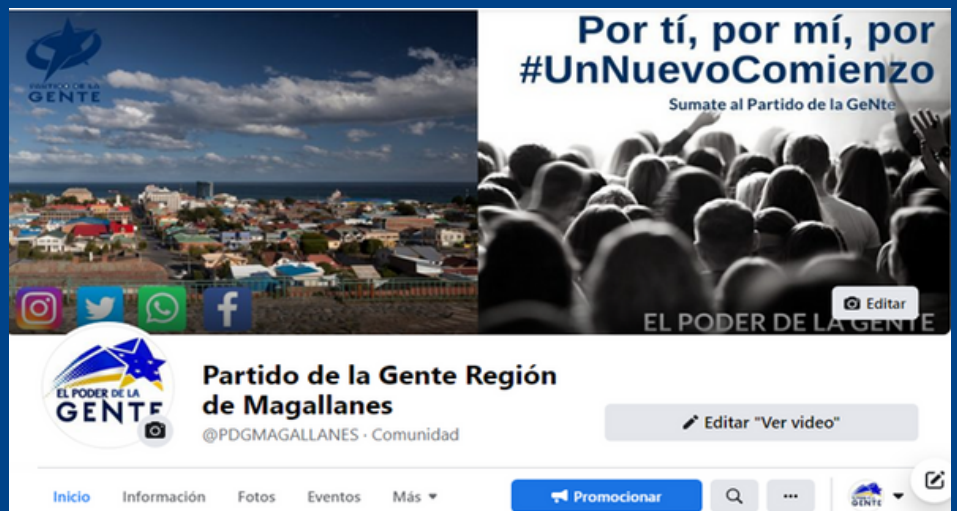 PARTIDO DE LA
GENTE
Por tí, por mí, por
#UnNuevoComienzo
Sumate al Partido de la GeNte
Editar
EL PODER DE LA GENTE
EL PODER DE LA
GENTE
Partido de la Gente Región
de Magallanes
@PDGMAGALLANES · Comunidad
Editar "Ver video"
Inicio Información Fotos Eventos Más
Promocionar
GENTE